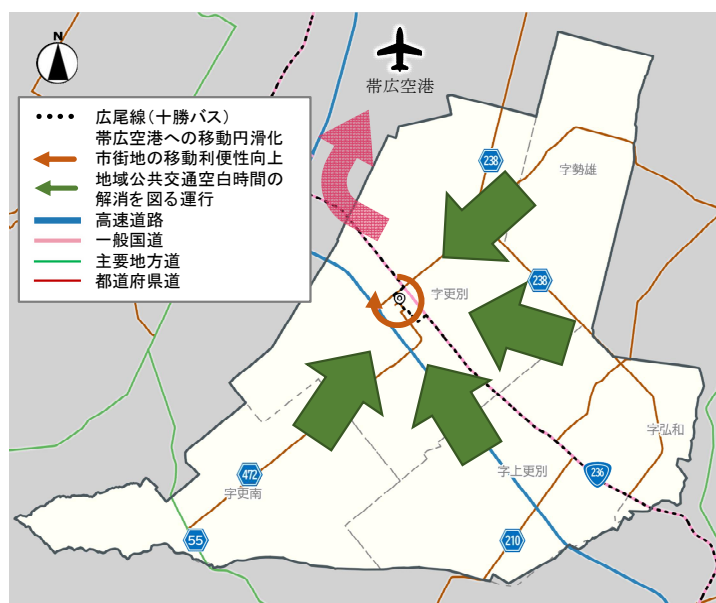 N
帯広空港
広尾線（十勝バス）
帯広空港への移動円滑化
市街地の移動利便性向上
地域公共交通空白時間の
解消を図る運行
高速道路
一般国道
主要地方道
都道府県道
238
字勢雄
238
字更別
字弘和
236
字上更別
472
字更南
55
210